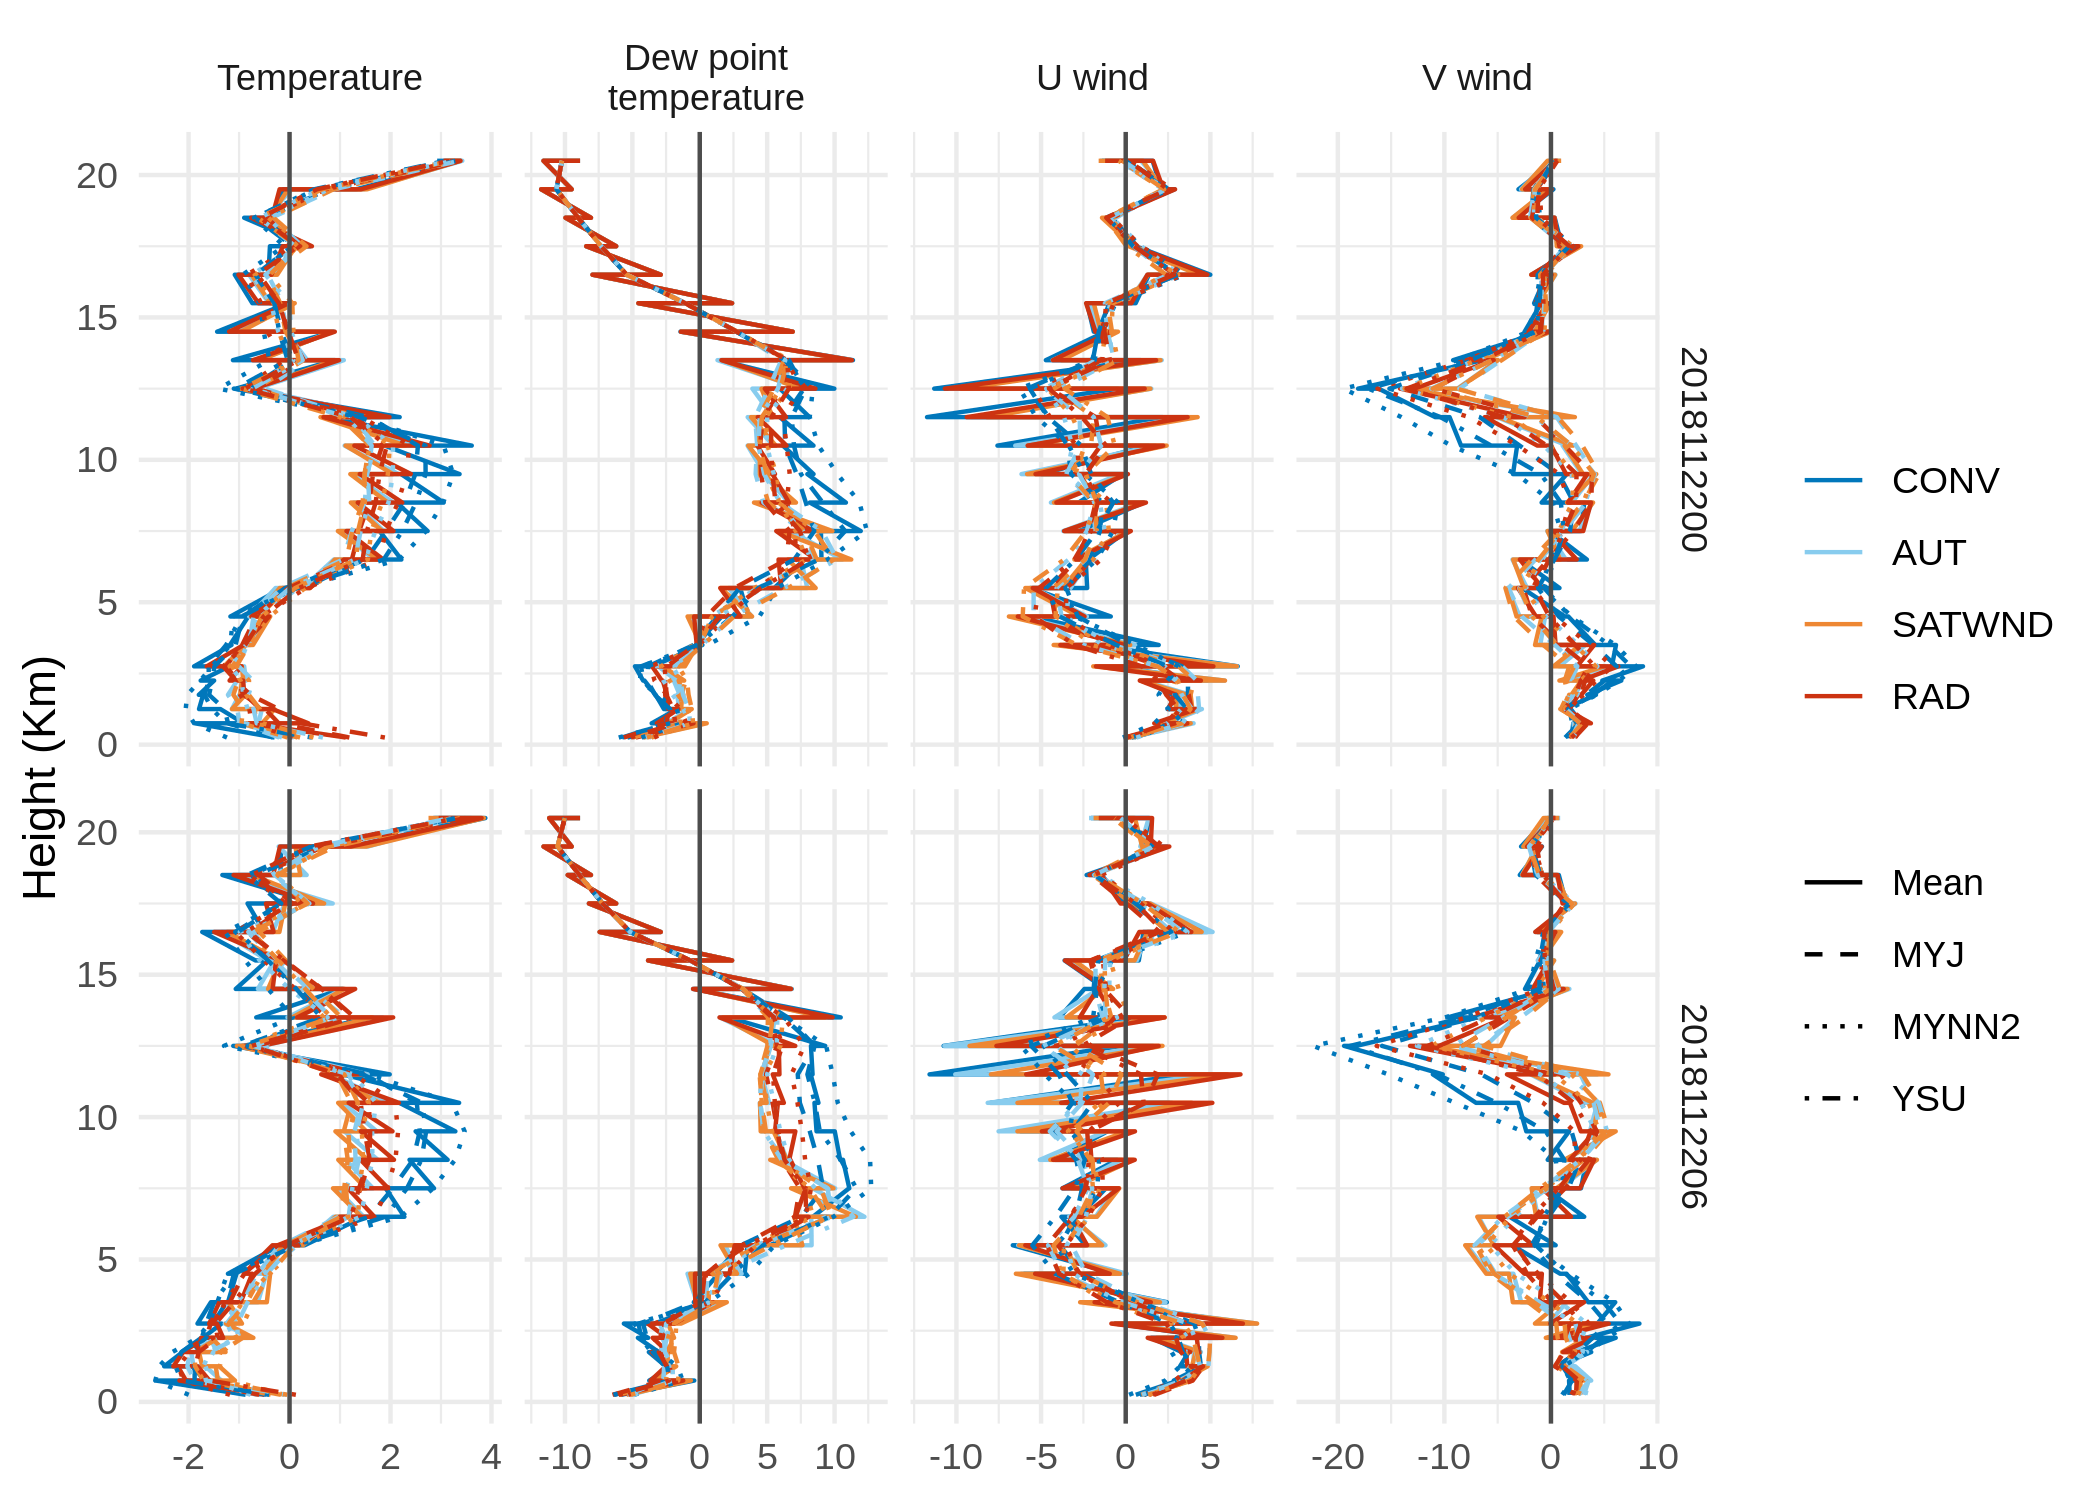 Temperature
Dew point
temperature
U wind
V wind
Height (Km)
20
15
10
5
0
2018112200
20
15
10
5
0
2018112206
-2 0 2 4
-10 -5 0 5 10
-10 -5 0 5
-20 -10 0 10
CONV
AUT
SATWND
RAD
Mean
MYJ
MYNN2
YSU